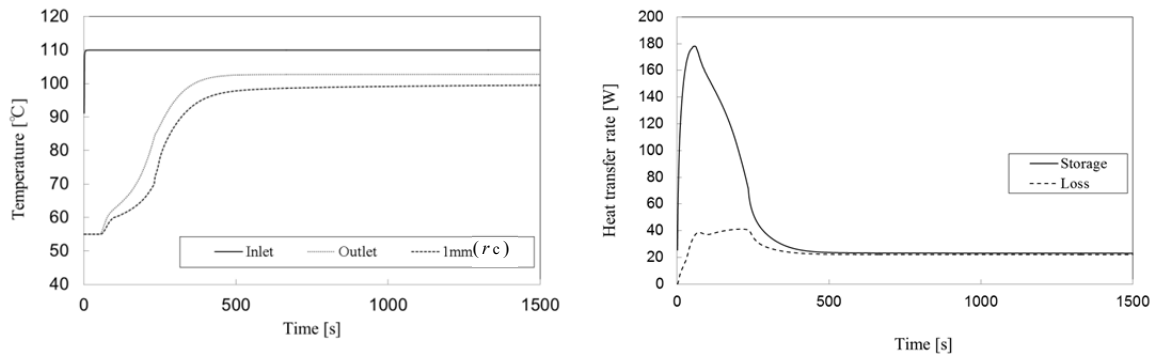 120
110
100
90
80
70
60
50
40
Temperature [℃]
Inlet Outlet 1mm(rc)
0 500 1000 1500
Time [s]
200
180
160
140
120
100
80
60
40
20
0
Heat transfer rate [W]
Storage
Loss
0 500 1000 1500
Time [s]